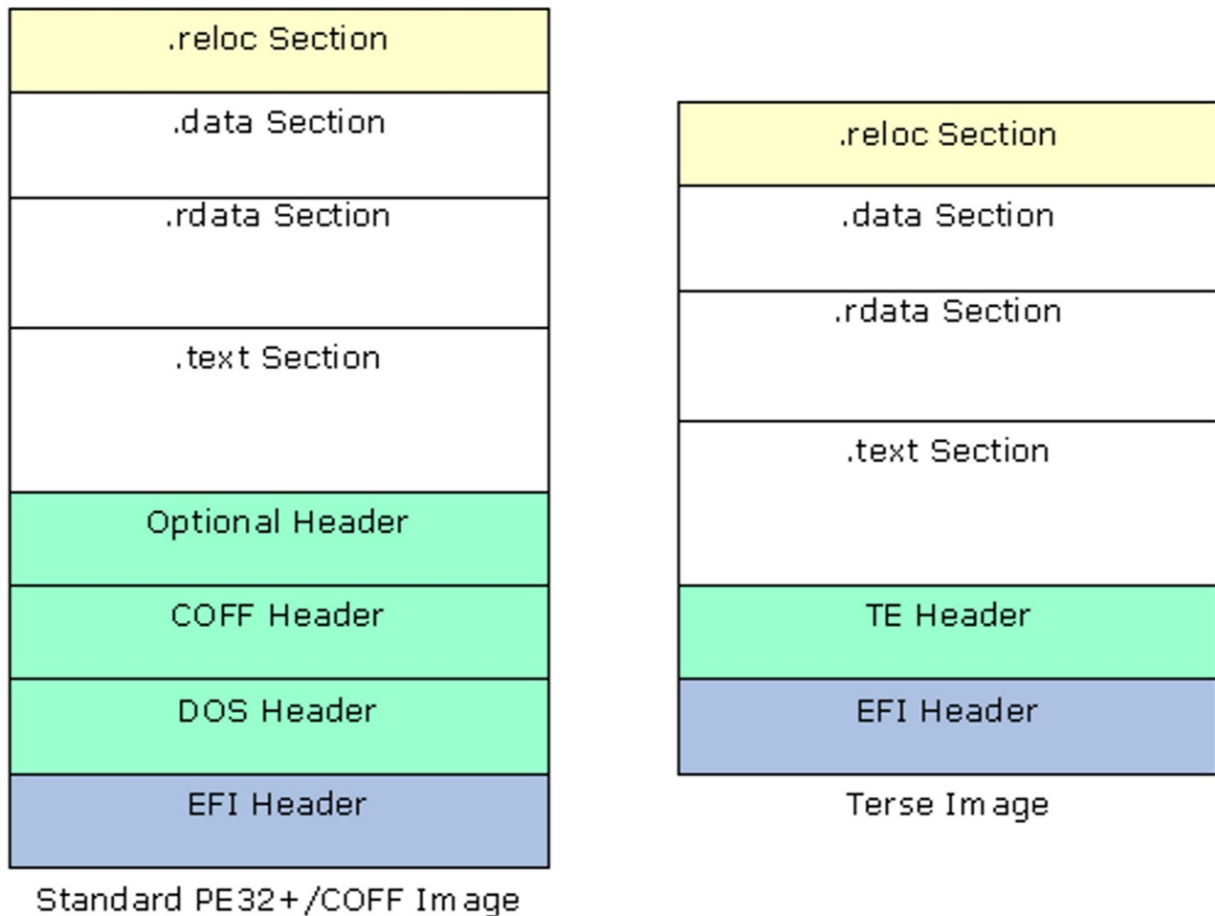 .reloc Section
.data Section
.rdata Section
.text Section
Optional Header
COFF Header
DOS Header
EFI Header
Standard PE32+/COFF Image
.reloc Section
.data Section
.rdata Section
.text Section
TE Header
EFI Header
Terse Image